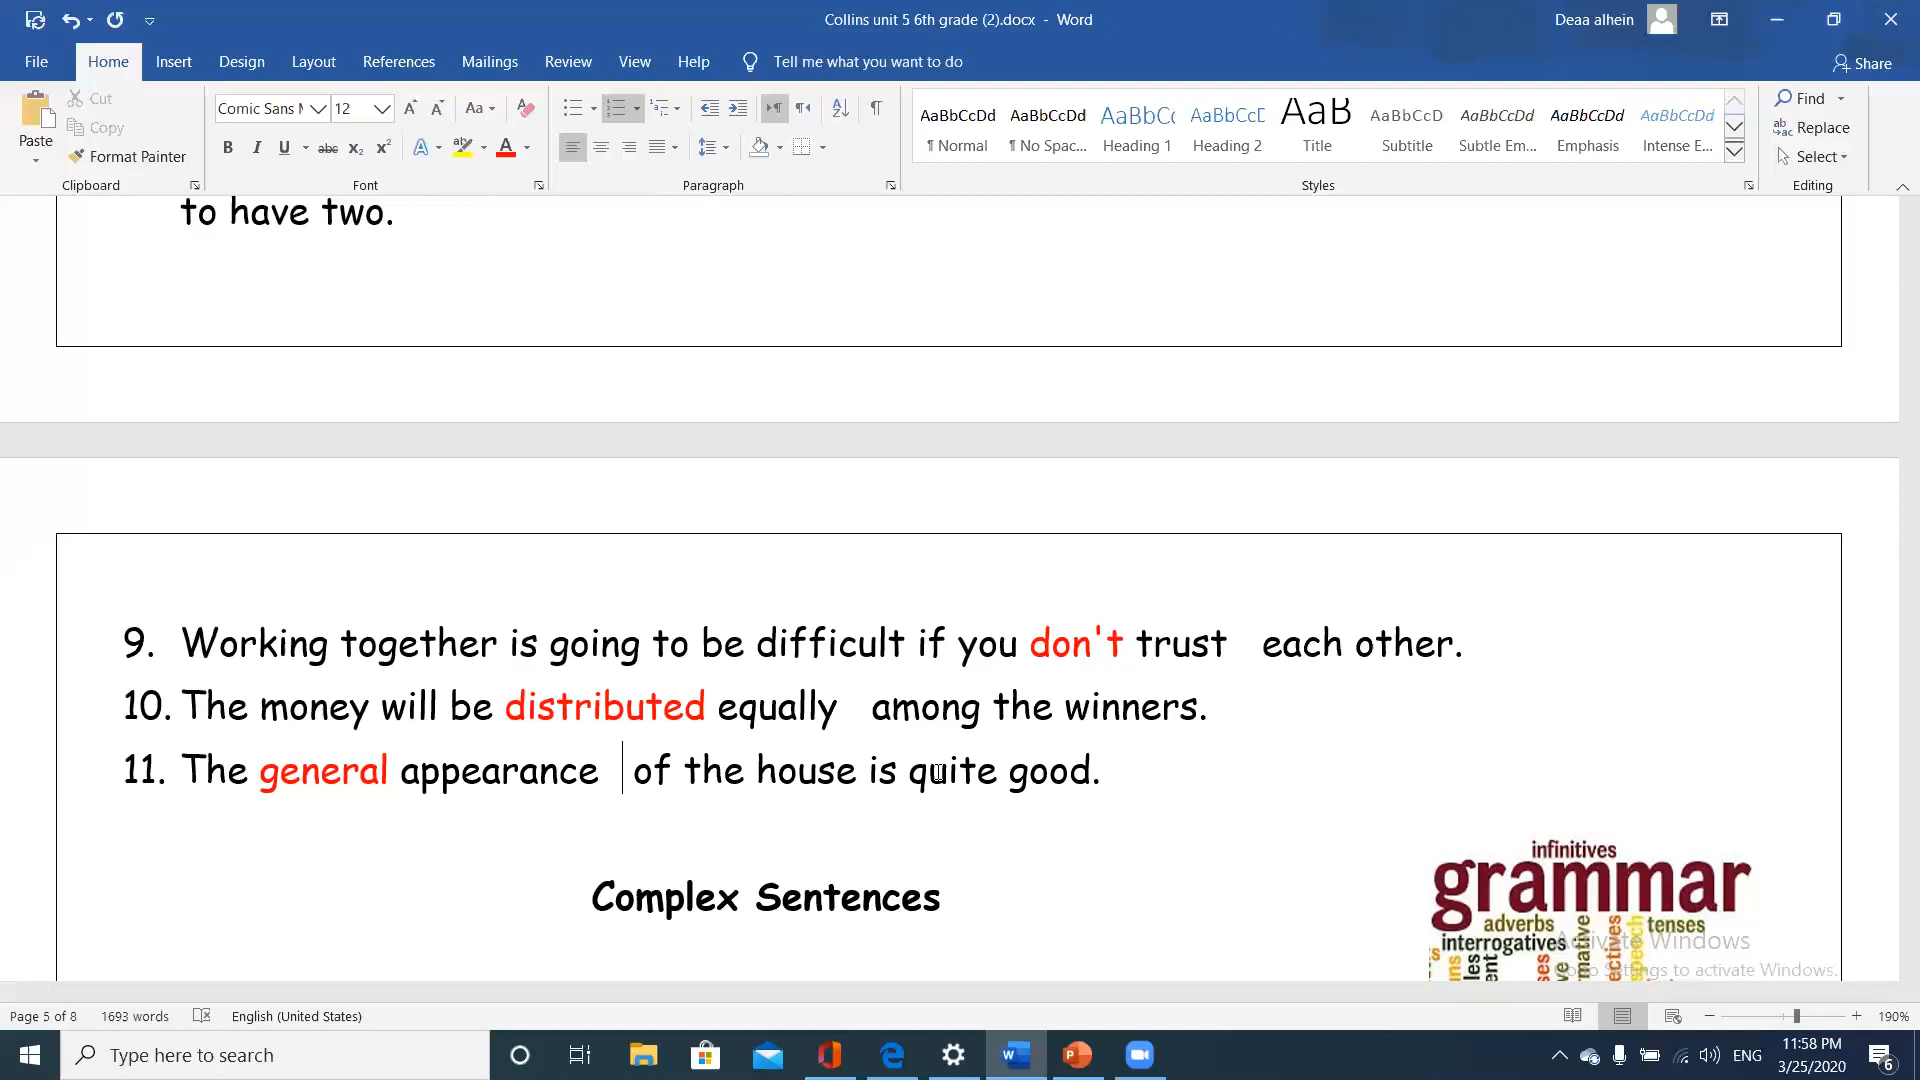 Collins unit 5 6th grade (2).docx - Word
Deaa alhein
File Home Insert Design Layout References Mailings Review View Help Tell me what you want to do Share
Paste
Cut
Copy
Format Painter
Clipboard
Comic Sans M 12
Font
Paragraph
AaBbCcDd AaBbCcDd AaBbCc AaBbCcD AaB AaBbCcD AaBbCcDd AaBbCcDd AaBbCcDd
¶ Normal ¶ No Spac... Heading 1 Heading 2 Title Subtitle Subtle Em... Emphasis Intense E...
Styles
Find
Replace
Select
Editing
to have two.
9. Working together is going to be difficult if you don't trust each other.
10. The money will be distributed equally among the winners.
11. The general appearance of the house is quite good.
Complex Sentences
infinitives
grammar
adverbs tenses
interrogatives
Activate Windows
Go to Settings to activate Windows.
Page 5 of 8 1693 words English (United States) 190%
Type here to search
ENG
11:58 PM
3/25/2020
6